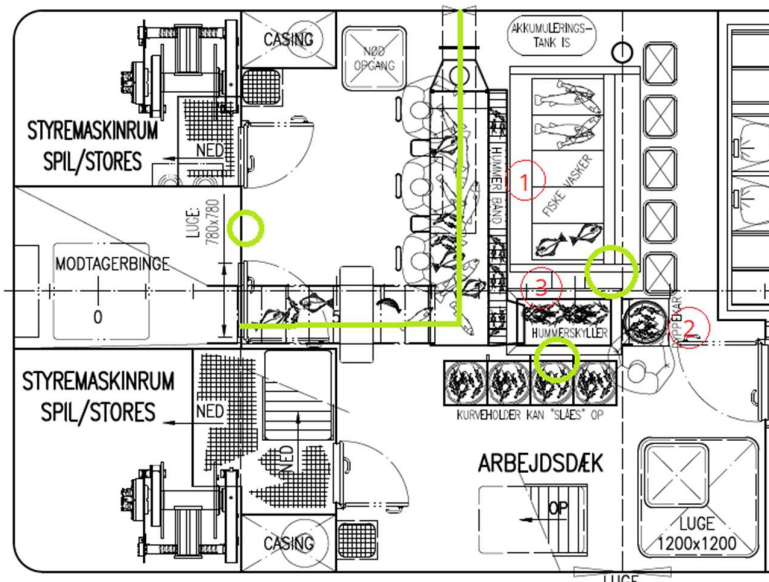 AKKUMULERINGS-
TANK IS
CASING
NØD
OPGANG
STYREMASKINRUM
SPIL/STORES
NED
HUMMER BÅND
1
FISKE VASKER
LUGE:
780x780
MODTAGERBINGE
0
5
3
HUMMERSKYLLER
2
STYREMASKINRUM
SPIL/STORES
NED
NED
KURVEHOLDER KAN "SLÅES" OP
ARBEJDSDÆK
OP
CASING
LUGE
1200x1200
LUGE